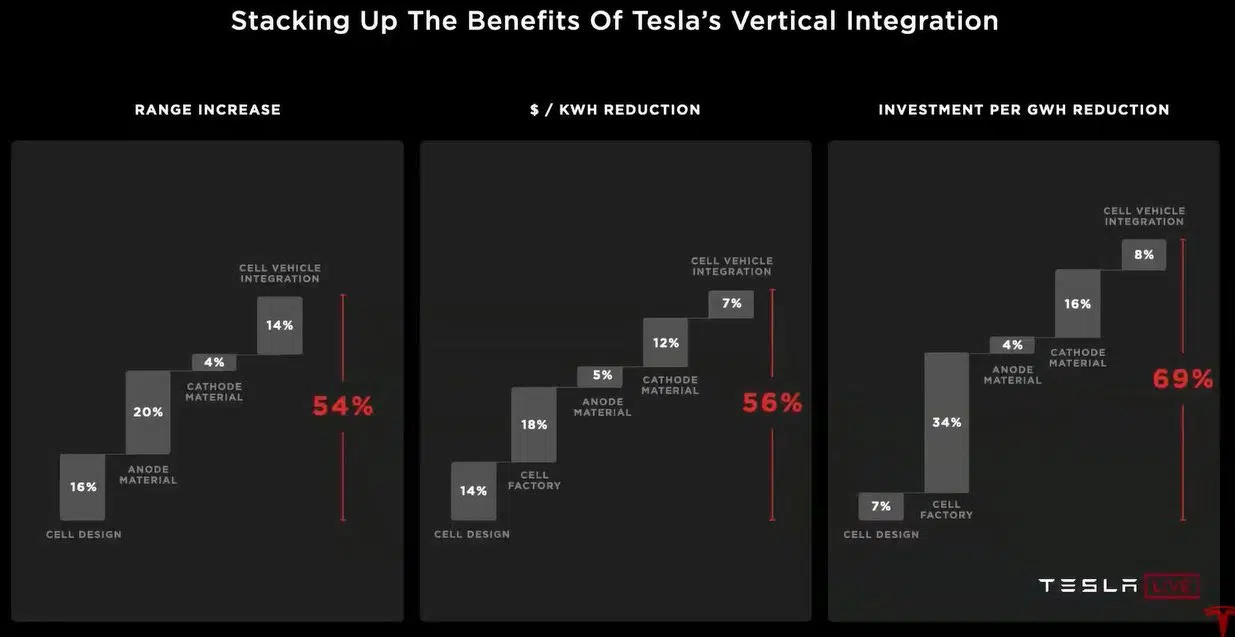 Stacking Up The Benefits Of Tesla's Vertical Integration
RANGE INCREASE
CELL VEHICLE
INTEGRATION
14%
4%
CATHODE
MATERIAL
20%
ANODE
MATERIAL
16%
CELL DESIGN
54%
$ / KWH REDUCTION
CELL VEHICLE
INTEGRATION
7%
12%
CATHODE
MATERIAL
5%
ANODE
MATERIAL
18%
CELL
FACTORY
14%
CELL DESIGN
56%
INVESTMENT PER GWH REDUCTION
CELL VEHICLE
INTEGRATION
8%
16%
CATHODE
MATERIAL
4%
ANODE
MATERIAL
34%
CELL
FACTORY
7%
CELL DESIGN
69%
TESLA LIVE